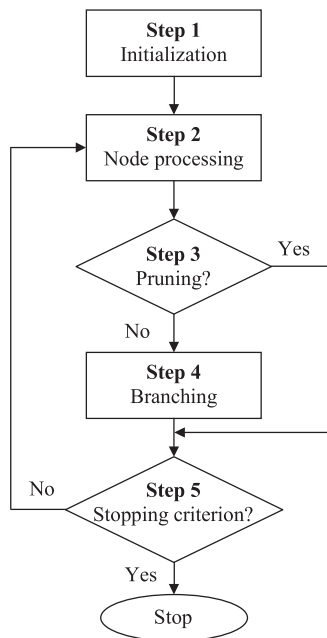 Step 1
Initialization
Step 2
Node processing
Step 3
Pruning?
Yes
No
Step 4
Branching
Step 5
Stopping criterion?
No
Yes
Stop